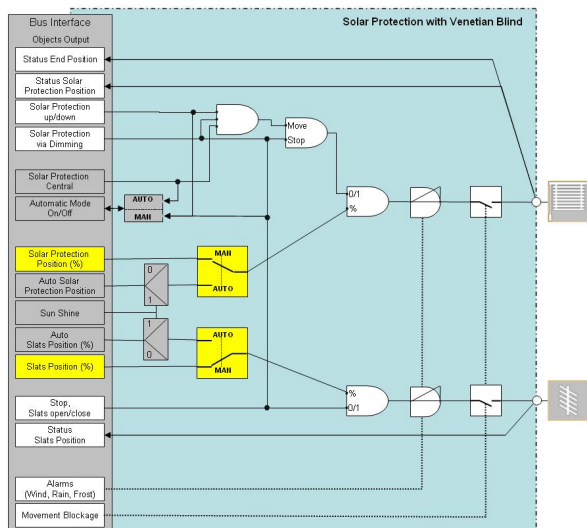 Bus Interface
Solar Protection with Venetian Blind
Objects Output
Status End Position
Status Solar
Protection Position
Solar Protection
up/down
Solar Protection
via Dimming
Move
Stop
Solar Protection
Central
Automatic Mode
On/Off
AUTO
MAN
0/1
%
Solar Protection
Position (%)
MAN
AUTO
Auto Solar
Protection Position
0
1
Sun Shine
Auto
Slats Position (%)
1
0
AUTO
MAN
Slats Position (%)
%
0/1
Stop,
Slats open/close
Status
Slats Position
Alarms
(Wind, Rain, Frost)
Movement Blockage